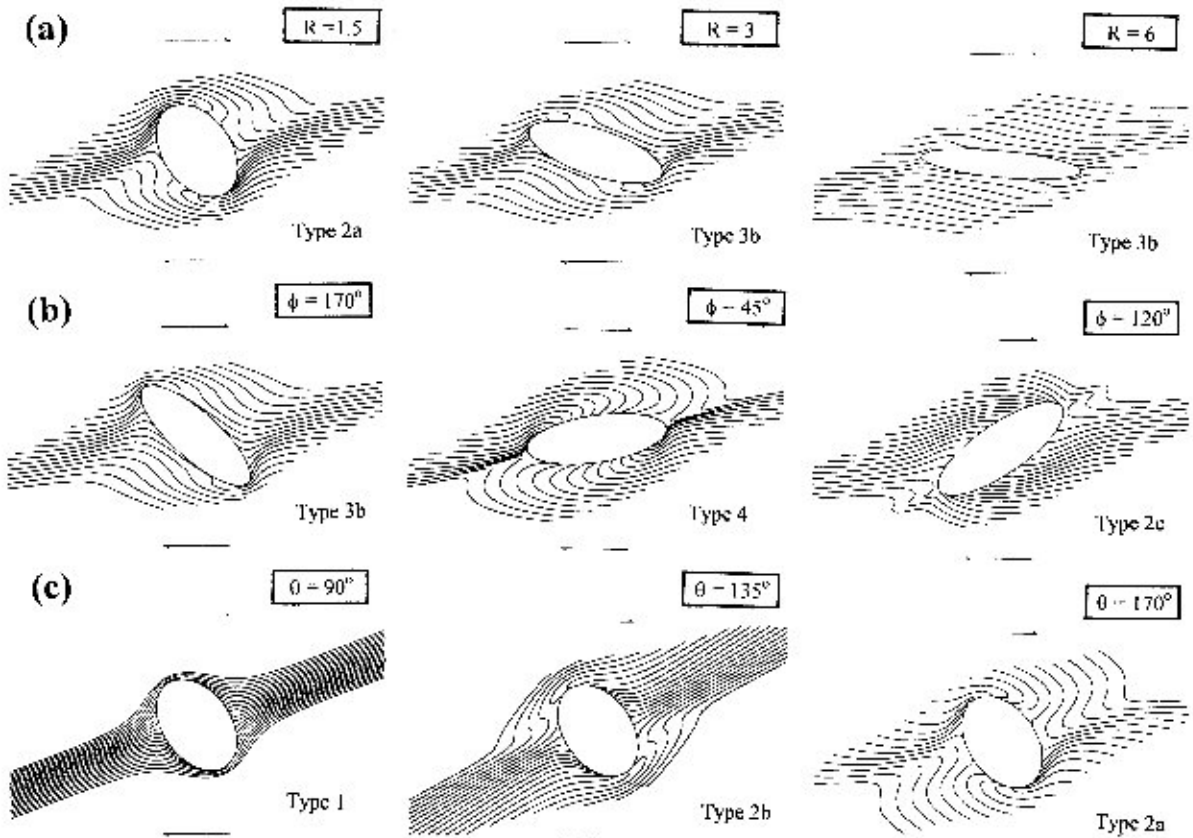 (a)
R =1.5
R = 3
R = 6
Type 2a
Type 3b
Type 3b
(b)
ϕ = 170°
ϕ = 45°
ϕ = 120°
Type 3b
Type 4
Type 2c
(c)
θ = 90°
θ = 135°
θ = 170°
Type 1
Type 2b
Type 2a